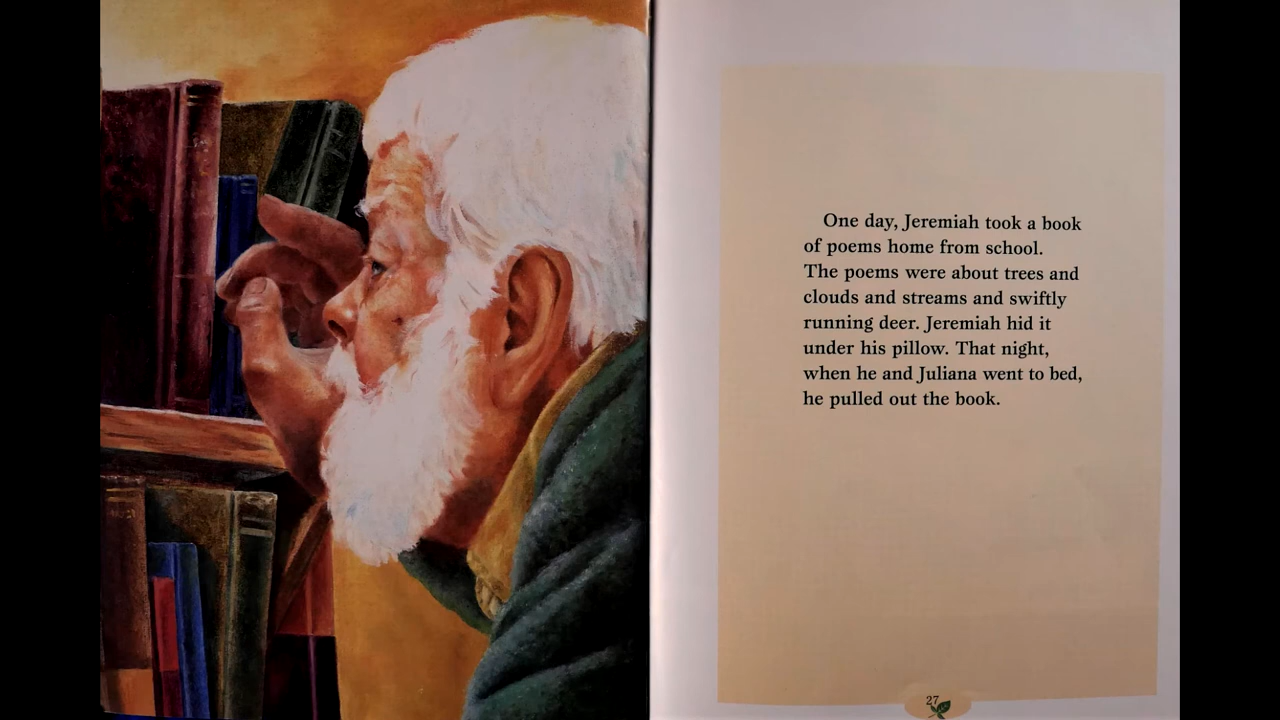 One day, Jeremiah took a book
of poems home from school.
The poems were about trees and
clouds and streams and swiftly
running deer. Jeremiah hid it
under his pillow. That night,
when he and Juliana went to bed,
he pulled out the book.
27